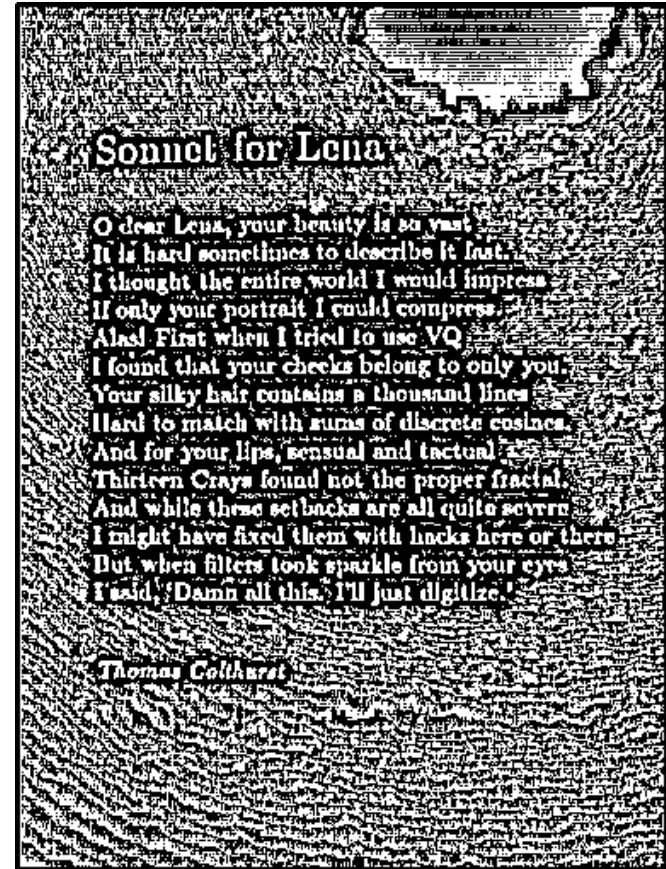 Sonnet for Lena
O dear Lena, your beauty is so vast
It is hard sometimes to describe it fast.
I thought the entire world I would impress
If only your portrait I could compress.
Alas! First when I tried to use VQ
I found that your cheeks belong to only you.
Your silky hair contains a thousand lines
Hard to match with sums of discrete cosines.
And for your lips, sensual and tactual
Thirteen Crays found not the proper fractal.
And while these setbacks are all quite severe
I might have fixed them with hacks here or there
But when filters took sparkle from your eyes
I said, 'Damn all this. I'll just digitize.'
Thomas Colthurst